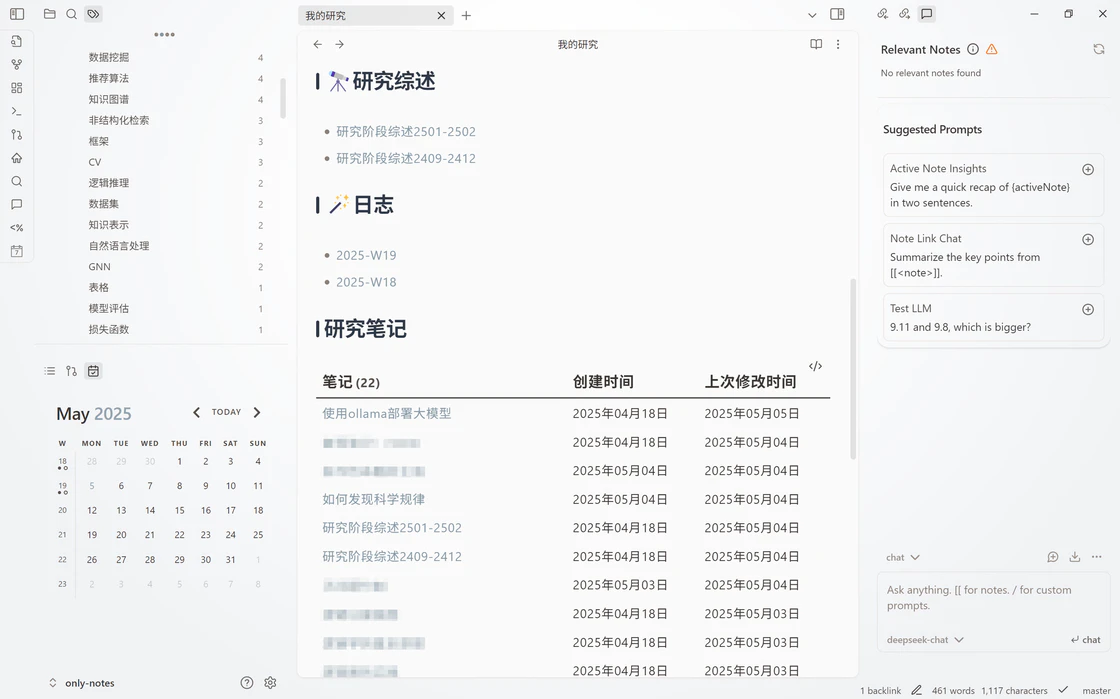 我的研究
数据挖掘 4
推荐算法 4
知识图谱 4
非结构化检索 3
框架 3
CV 3
逻辑推理 2
数据集 2
知识表示 2
自然语言处理 2
GNN 2
表格 1
模型评估 1
损失函数 1
<%
7
May 2025
TODAY
W MON TUE WED THU FRI SAT SUN
18 28 29 30 1 2 3 4
19 5 6 7 8 9 10 11
20 12 13 14 15 16 17 18
21 19 20 21 22 23 24 25
22 26 27 28 29 30 31 1
23 2 3 4 5 6 7 8
only-notes
我的研究
研究综述
研究阶段综述2501-2502
研究阶段综述2409-2412
日志
2025-W19
2025-W18
研究笔记
</>
笔记 (22) 创建时间 上次修改时间
使用ollama部署大模型 2025年04月18日 2025年05月05日
2025年04月18日 2025年05月04日
2025年05月04日 2025年05月04日
如何发现科学规律 2025年05月04日 2025年05月04日
研究阶段综述2501-2502 2025年04月18日 2025年05月04日
研究阶段综述2409-2412 2025年04月18日 2025年05月04日
2025年05月03日 2025年05月04日
2025年04月18日 2025年05月03日
2025年04月18日 2025年05月03日
2025年04月18日 2025年05月03日
Relevant Notes
No relevant notes found
Suggested Prompts
Active Note Insights
Give me a quick recap of {activeNote}
in two sentences.
Note Link Chat
Summarize the key points from
[[<note>]].
Test LLM
9.11 and 9.8, which is bigger?
chat
Ask anything. [[ for notes. / for custom
prompts.
deepseek-chat
chat
1 backlink 461 words 1,117 characters master